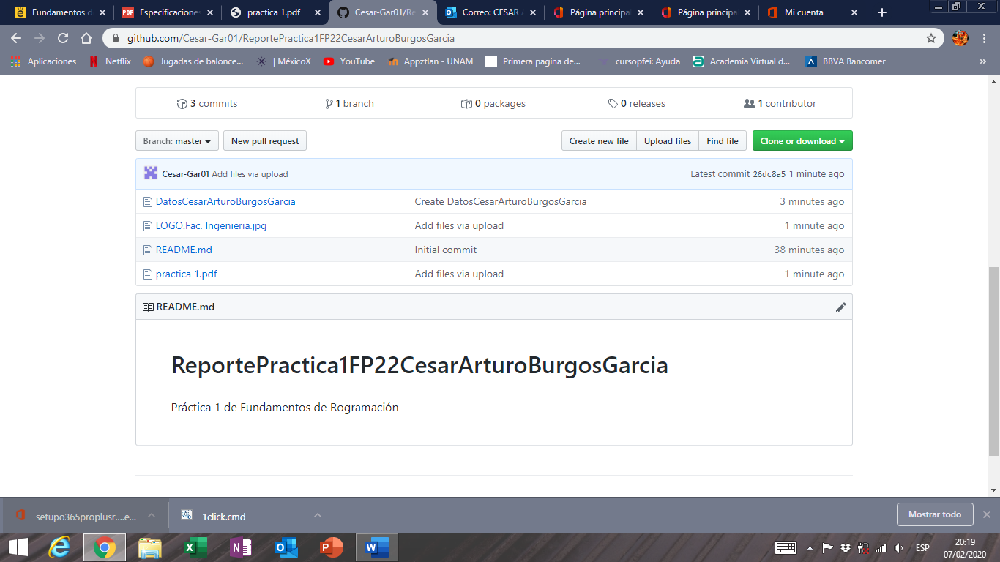 Fundamentos d
Especificacione
practica 1.pdf
Cesar-Gar01/Re
Correo: CESAR A
Página principa
Página principa
Mi cuenta
github.com/Cesar-Gar01/ReportePractica1FP22CesarArturoBurgosGarcia
Aplicaciones
Netflix
Jugadas de balonce...
| MéxicoX
YouTube
Appztlan - UNAM
Primera pagina de...
cursopfei: Ayuda
Academia Virtual d...
BBVA Bancomer
»
3 commits
1 branch
0 packages
0 releases
1 contributor
Branch: master
New pull request
Create new file
Upload files
Find file
Clone or download
Cesar-Gar01 Add files via upload
Latest commit 26dc8a5 1 minute ago
DatosCesarArturoBurgosGarcia
Create DatosCesarArturoBurgosGarcia
3 minutes ago
LOGO.Fac. Ingenieria.jpg
Add files via upload
1 minute ago
README.md
Initial commit
38 minutes ago
practica 1.pdf
Add files via upload
1 minute ago
README.md
ReportePractica1FP22CesarArturoBurgosGarcia
Práctica 1 de Fundamentos de Rogramación
setupo365proplusr....e...
1click.cmd
Mostrar todo
ESP
20:19
07/02/2020